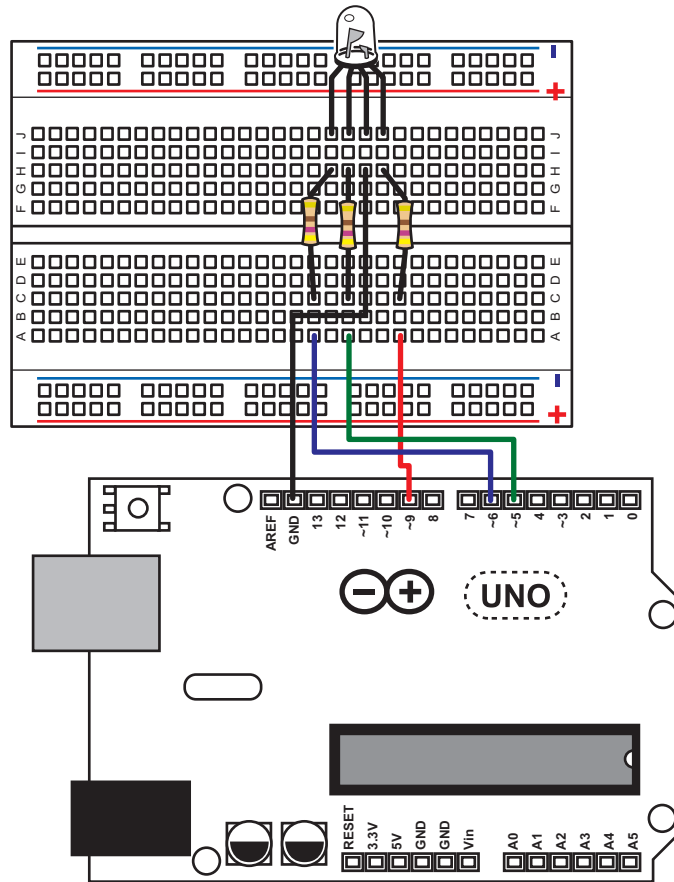 -
+
J J
I I
H H
G G
F F
E E
D D
C C
B B
A A
-
+
AREF GND 13 12 ~11 ~10 ~9 8 7 ~6 ~5 4 ~3 2 1 0
- + UNO
RESET 3.3V 5V GND GND Vin A0 A1 A2 A3 A4 A5